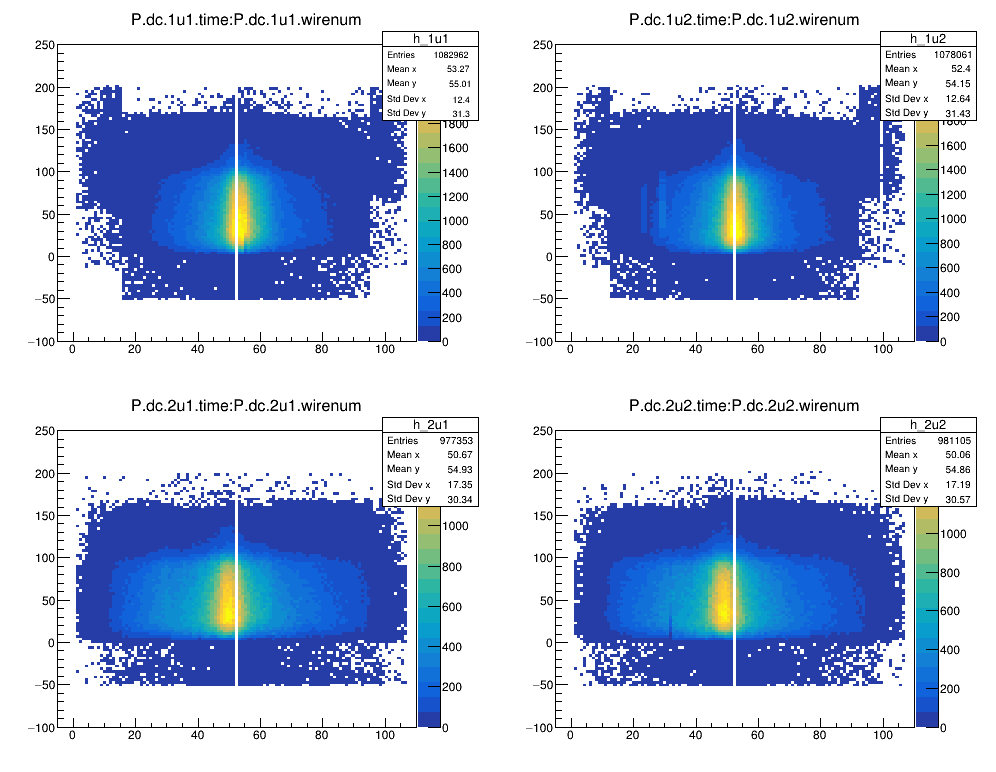 P.dc.1u1.time:P.dc.1u1.wirenum
h_1u1
Entries 1082962
Mean x 53.27
Mean y 55.01
Std Dev x 12.4
Std Dev y 31.3
250
200
150
100
50
0
−50
−100
0 20 40 60 80 100
1800
1600
1400
1200
1000
800
600
400
200
0
P.dc.1u2.time:P.dc.1u2.wirenum
h_1u2
Entries 1078061
Mean x 52.4
Mean y 54.15
Std Dev x 12.64
Std Dev y 31.43
250
200
150
100
50
0
−50
−100
0 20 40 60 80 100
1800
1600
1400
1200
1000
800
600
400
200
0
P.dc.2u1.time:P.dc.2u1.wirenum
h_2u1
Entries 977353
Mean x 50.67
Mean y 54.93
Std Dev x 17.35
Std Dev y 30.34
250
200
150
100
50
0
−50
−100
0 20 40 60 80 100
1000
800
600
400
200
0
P.dc.2u2.time:P.dc.2u2.wirenum
h_2u2
Entries 981105
Mean x 50.06
Mean y 54.86
Std Dev x 17.19
Std Dev y 30.57
250
200
150
100
50
0
−50
−100
0 20 40 60 80 100
1000
800
600
400
200
0